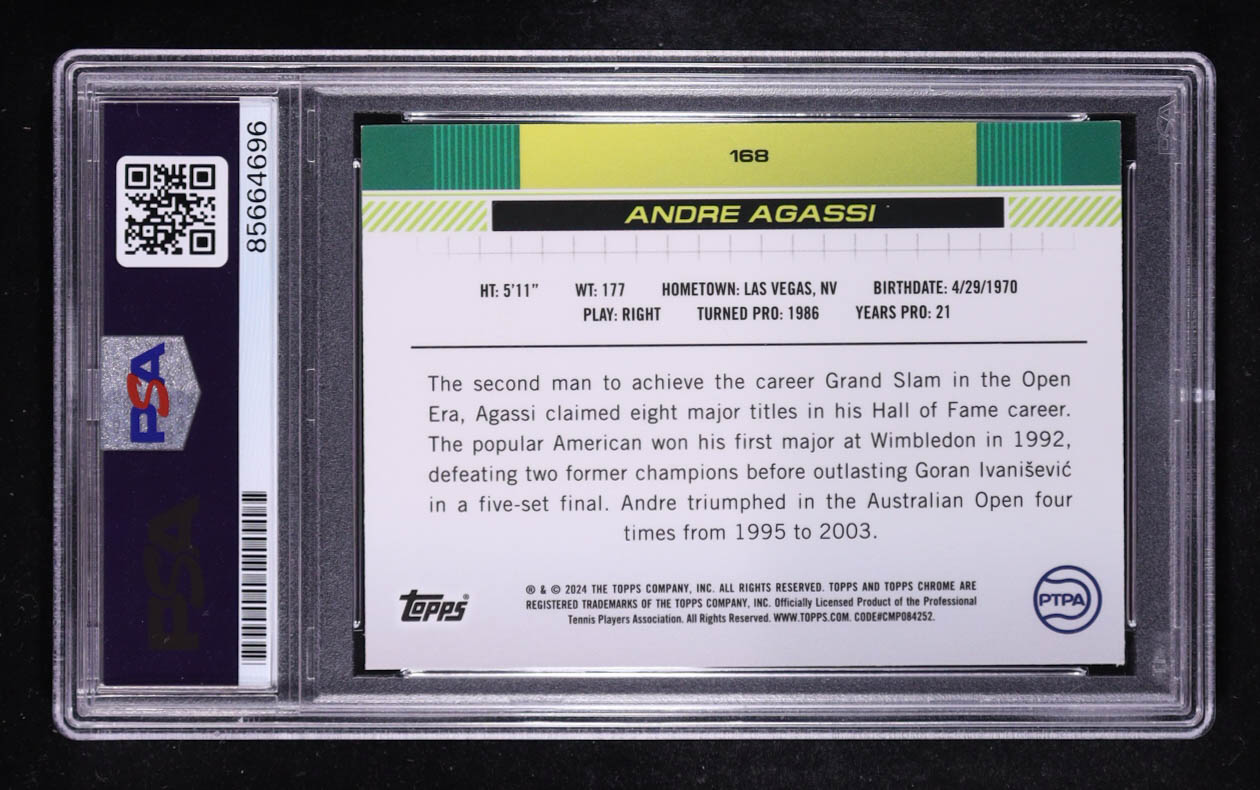 85664696
PSA
PSA
PSA
168
ANDRE AGASSI
HT: 5'11" WT: 177 HOMETOWN: LAS VEGAS, NV BIRTHDATE: 4/29/1970
PLAY: RIGHT TURNED PRO: 1986 YEARS PRO: 21
The second man to achieve the career Grand Slam in the Open
Era, Agassi claimed eight major titles in his Hall of Fame career.
The popular American won his first major at Wimbledon in 1992,
defeating two former champions before outlasting Goran Ivanišević
in a five-set final. Andre triumphed in the Australian Open four
times from 1995 to 2003.
Topps®
® & © 2024 THE TOPPS COMPANY, INC. ALL RIGHTS RESERVED. TOPPS AND TOPPS CHROME ARE
REGISTERED TRADEMARKS OF THE TOPPS COMPANY, INC. Officially Licensed Product of the Professional
Tennis Players Association. All Rights Reserved. WWW.TOPPS.COM. CODE#CMP084252.
PTPA